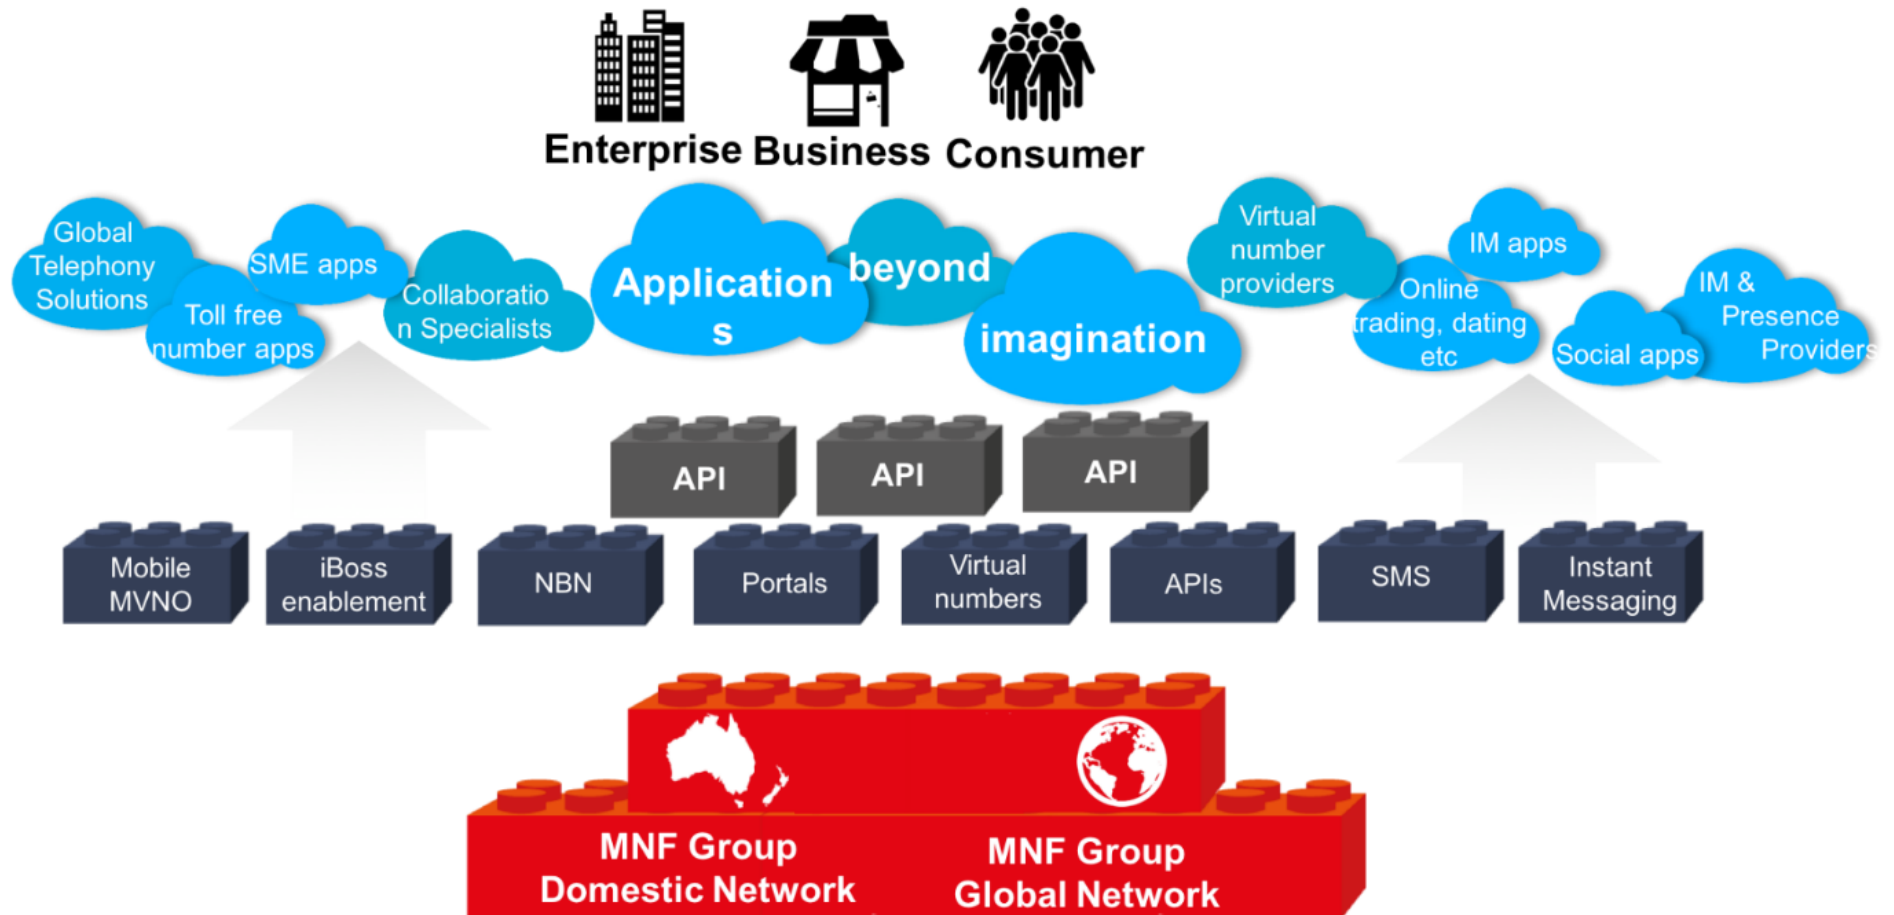 Enterprise
Business
Consumer
Global
Telephony
Solutions
Toll free
number apps
SME apps
Collaboratio
n Specialists
Application
s
beyond
imagination
Virtual
number
providers
Online
trading, dating
etc
IM apps
Social apps
IM &
Presence
Providers
API
API
API
Mobile
MVNO
iBoss
enablement
NBN
Portals
Virtual
numbers
APIs
SMS
Instant
Messaging
MNF Group
Domestic Network
MNF Group
Global Network